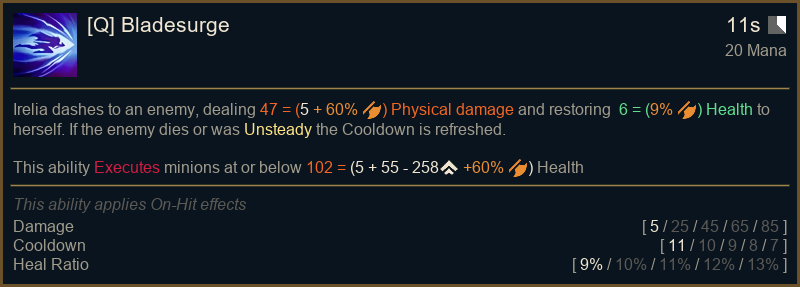 [Q] Bladesurge
11s
20 Mana
Irelia dashes to an enemy, dealing 47 = (5 + 60% ) Physical damage and restoring 6 = (9% ) Health to
herself. If the enemy dies or was Unsteady the Cooldown is refreshed.
This ability Executes minions at or below 102 = (5 + 55 - 258 +60% ) Health
This ability applies On-Hit effects
Damage [ 5 / 25 / 45 / 65 / 85 ]
Cooldown [ 11 / 10 / 9 / 8 / 7 ]
Heal Ratio [ 9% / 10% / 11% / 12% / 13% ]